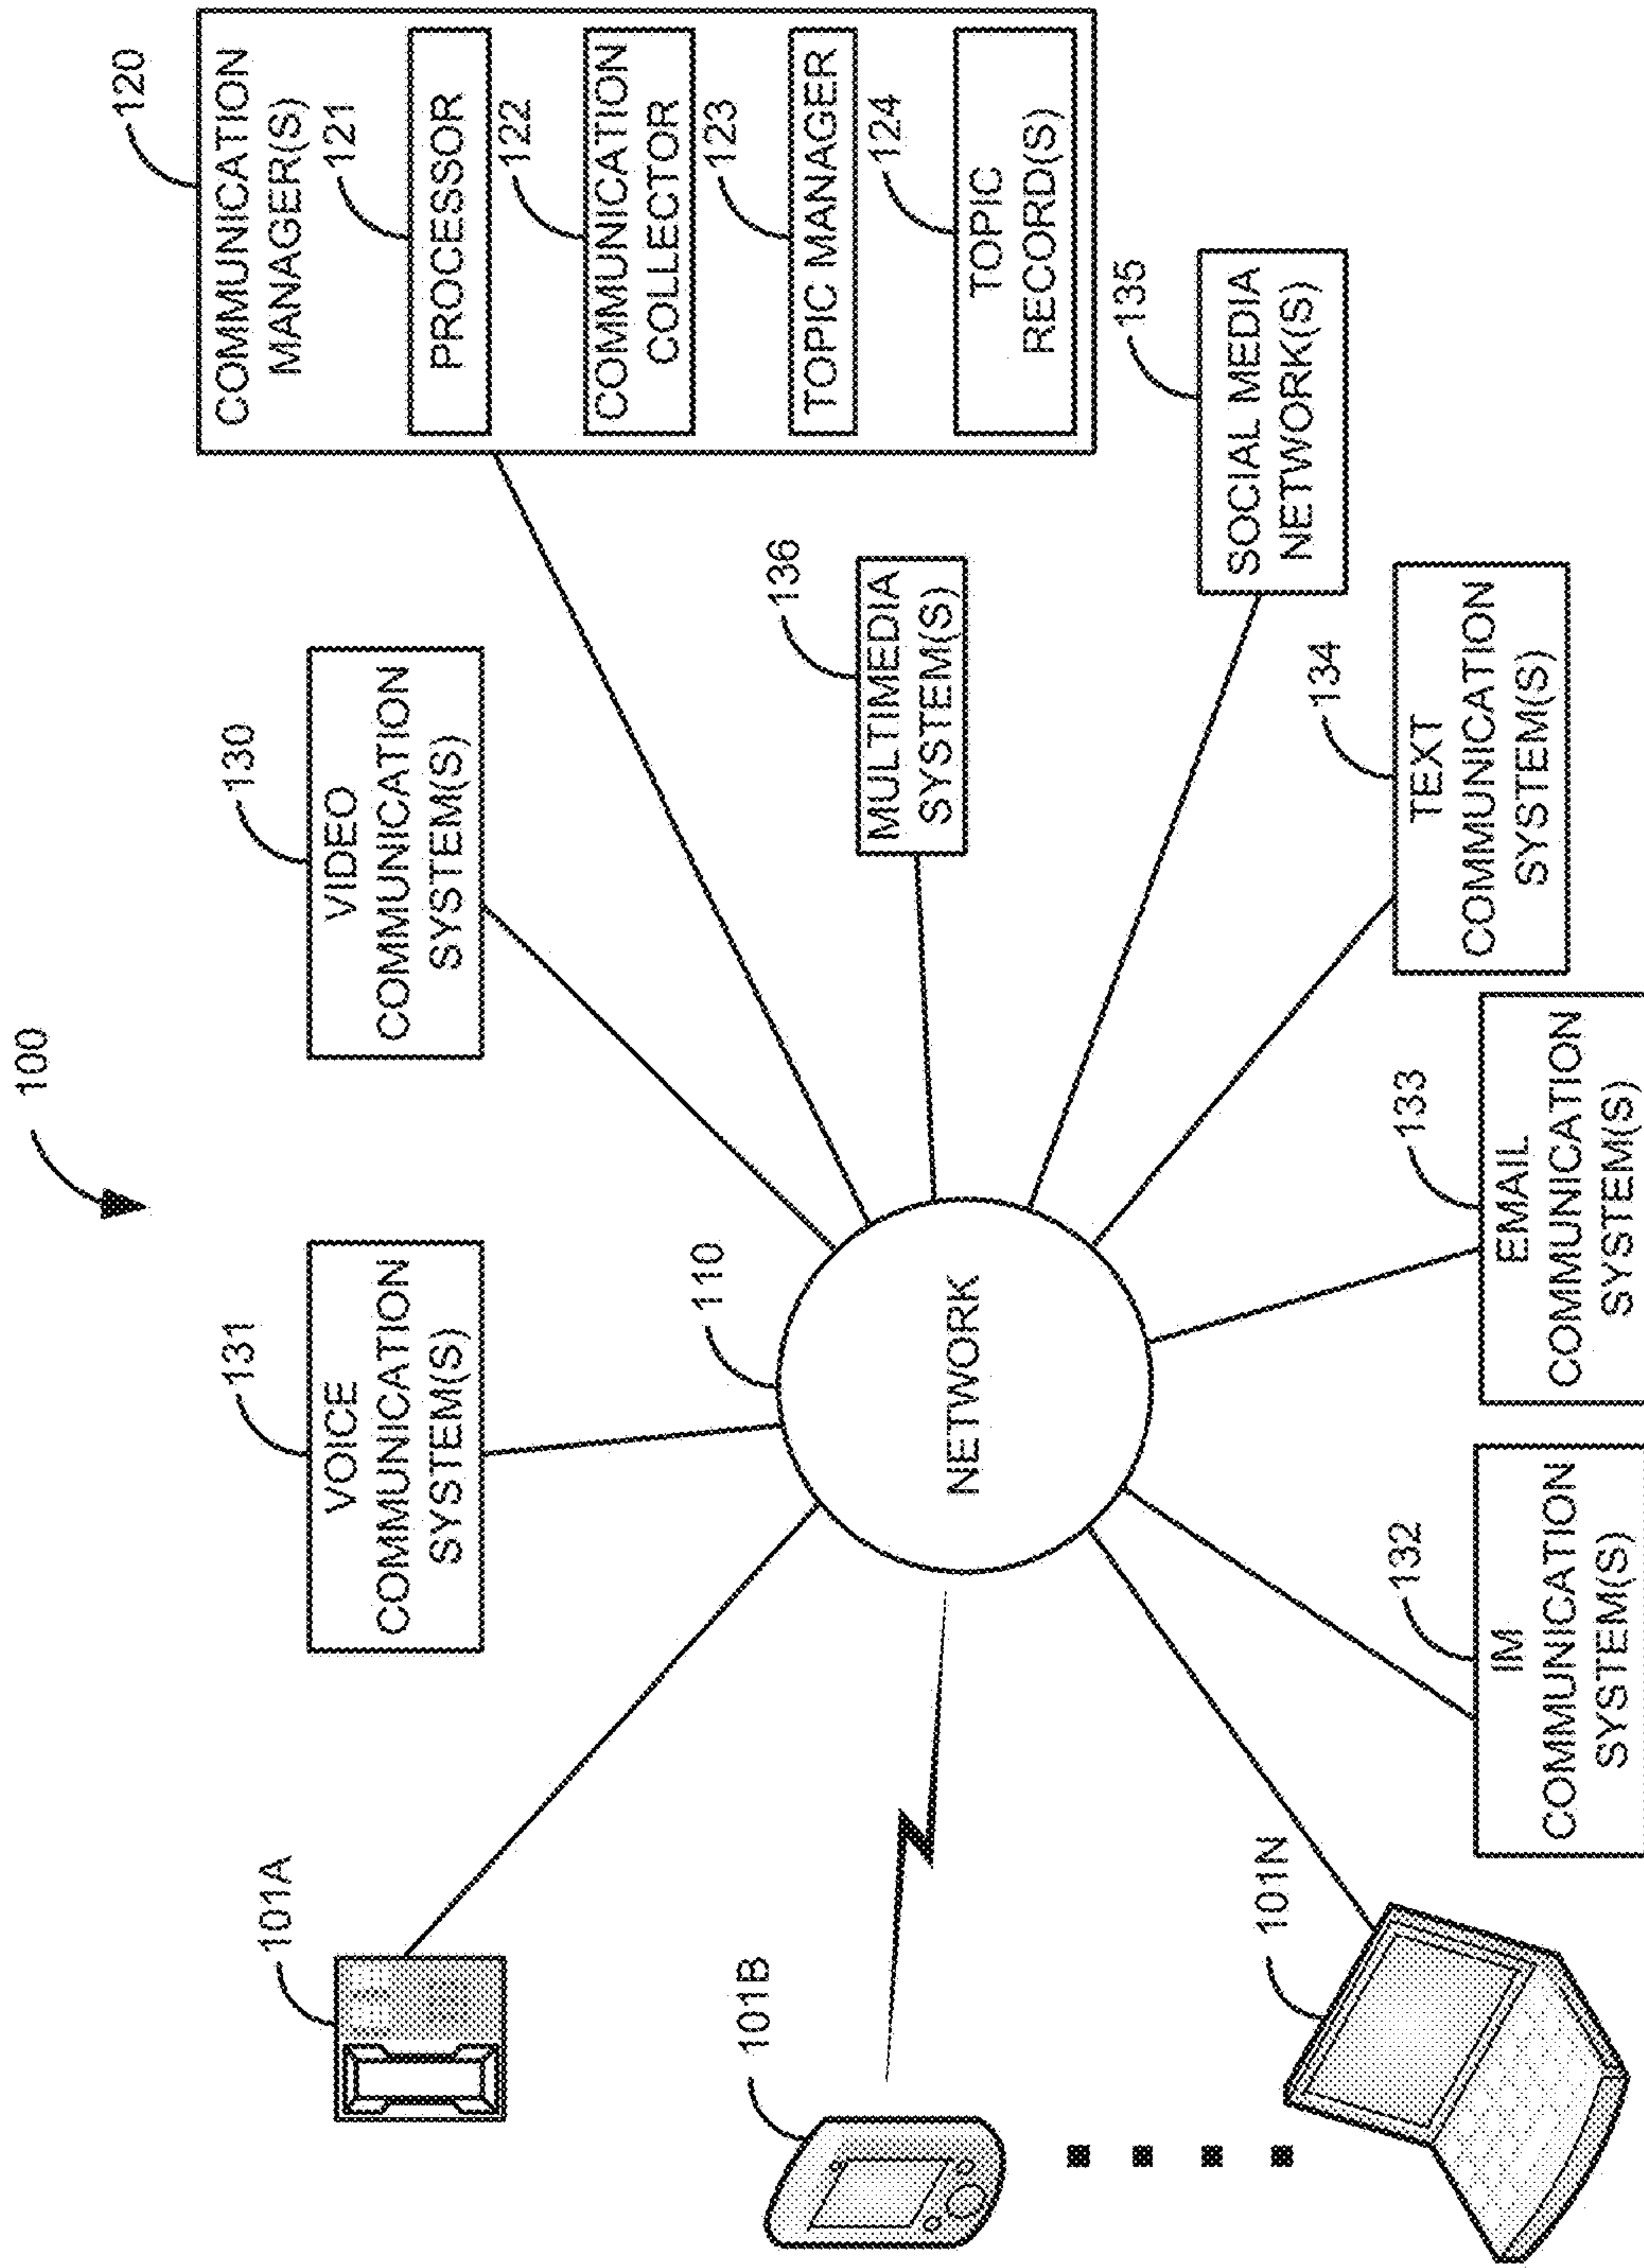 100
120
COMMUNICATION
MANAGER(S)
121
PROCESSOR
122
COMMUNICATION
COLLECTOR
123
TOPIC MANAGER
124
TOPIC
RECORD(S)
131
VOICE
COMMUNICATION
SYSTEM(S)
130
VIDEO
COMMUNICATION
SYSTEM(S)
101A
110
NETWORK
136
MULTIMEDIA
SYSTEM(S)
101B
135
SOCIAL MEDIA
NETWORK(S)
101N
132
IM
COMMUNICATION
SYSTEM(S)
133
EMAIL
COMMUNICATION
SYSTEM(S)
134
TEXT
COMMUNICATION
SYSTEM(S)